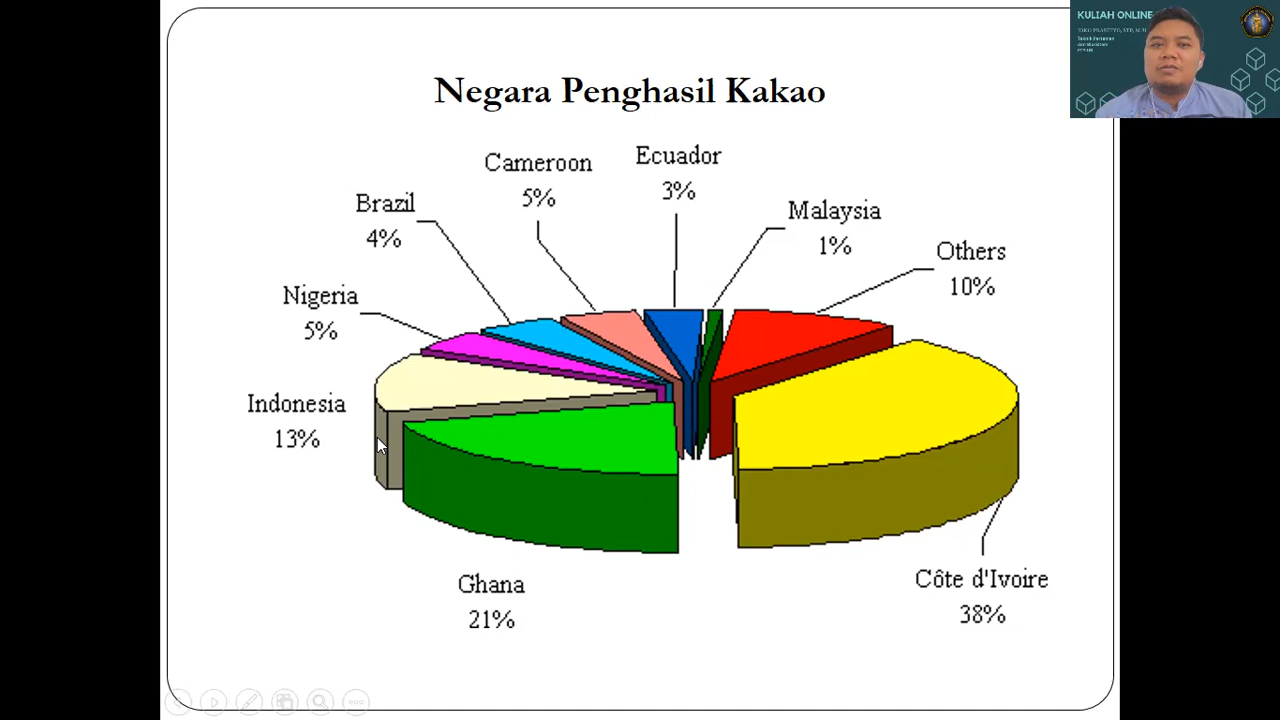 KULIAH ONLINE
Negara Penghasil Kakao
Cameroon
5%
Ecuador
3%
Brazil
4%
Malaysia
1%
Others
10%
Nigeria
5%
Indonesia
13%
Ghana
21%
Côte d'Ivoire
38%